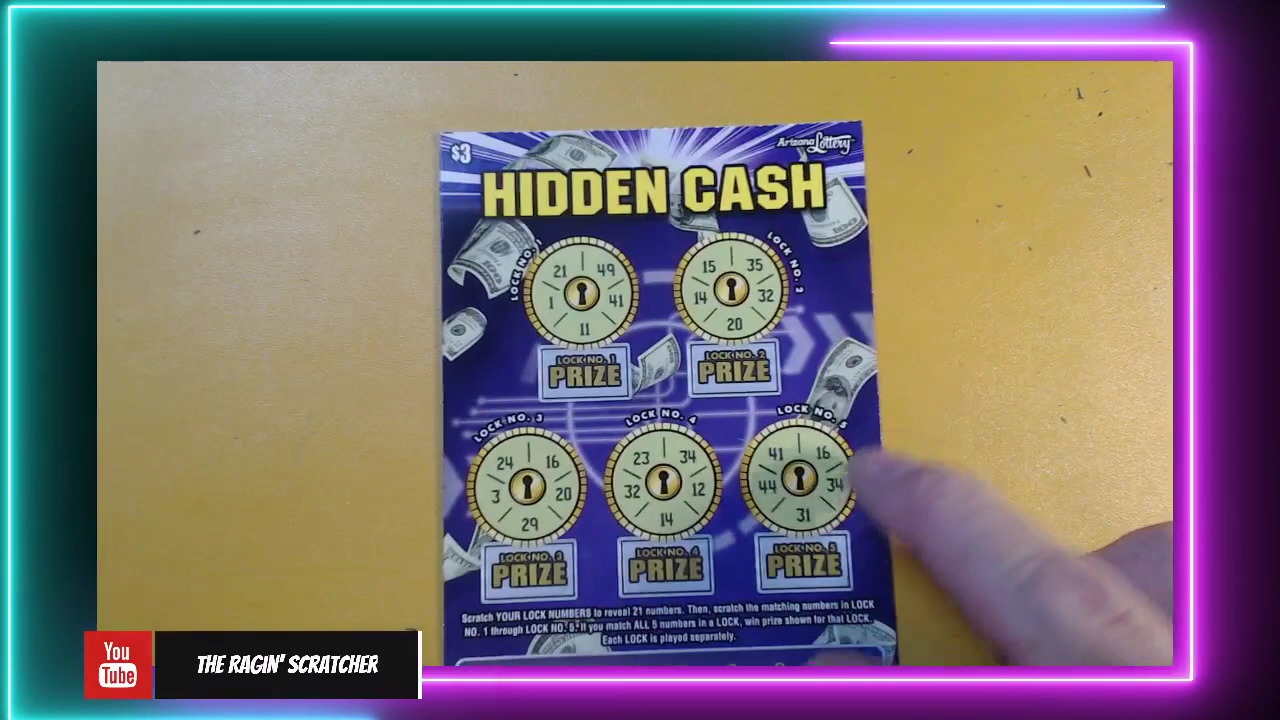 $3
Arizona Lottery
HIDDEN CASH
LOCK NO. 1
21 49
1 41
11
LOCK NO. 1
PRIZE
LOCK NO. 2
15 35
14 32
20
LOCK NO. 2
PRIZE
LOCK NO. 3
24 16
3 20
29
LOCK NO. 3
PRIZE
LOCK NO. 4
23 34
32 12
14
LOCK NO. 4
PRIZE
LOCK NO. 5
41 16
44 34
31
LOCK NO. 5
PRIZE
Scratch YOUR LOCK NUMBERS to reveal 21 numbers. Then, scratch the matching numbers in LOCK
NO. 1 through LOCK NO. 5. If you match ALL 5 numbers in a LOCK, win prize shown for that LOCK.
Each LOCK is played separately.
You
Tube
THE RAGIN' SCRATCHER